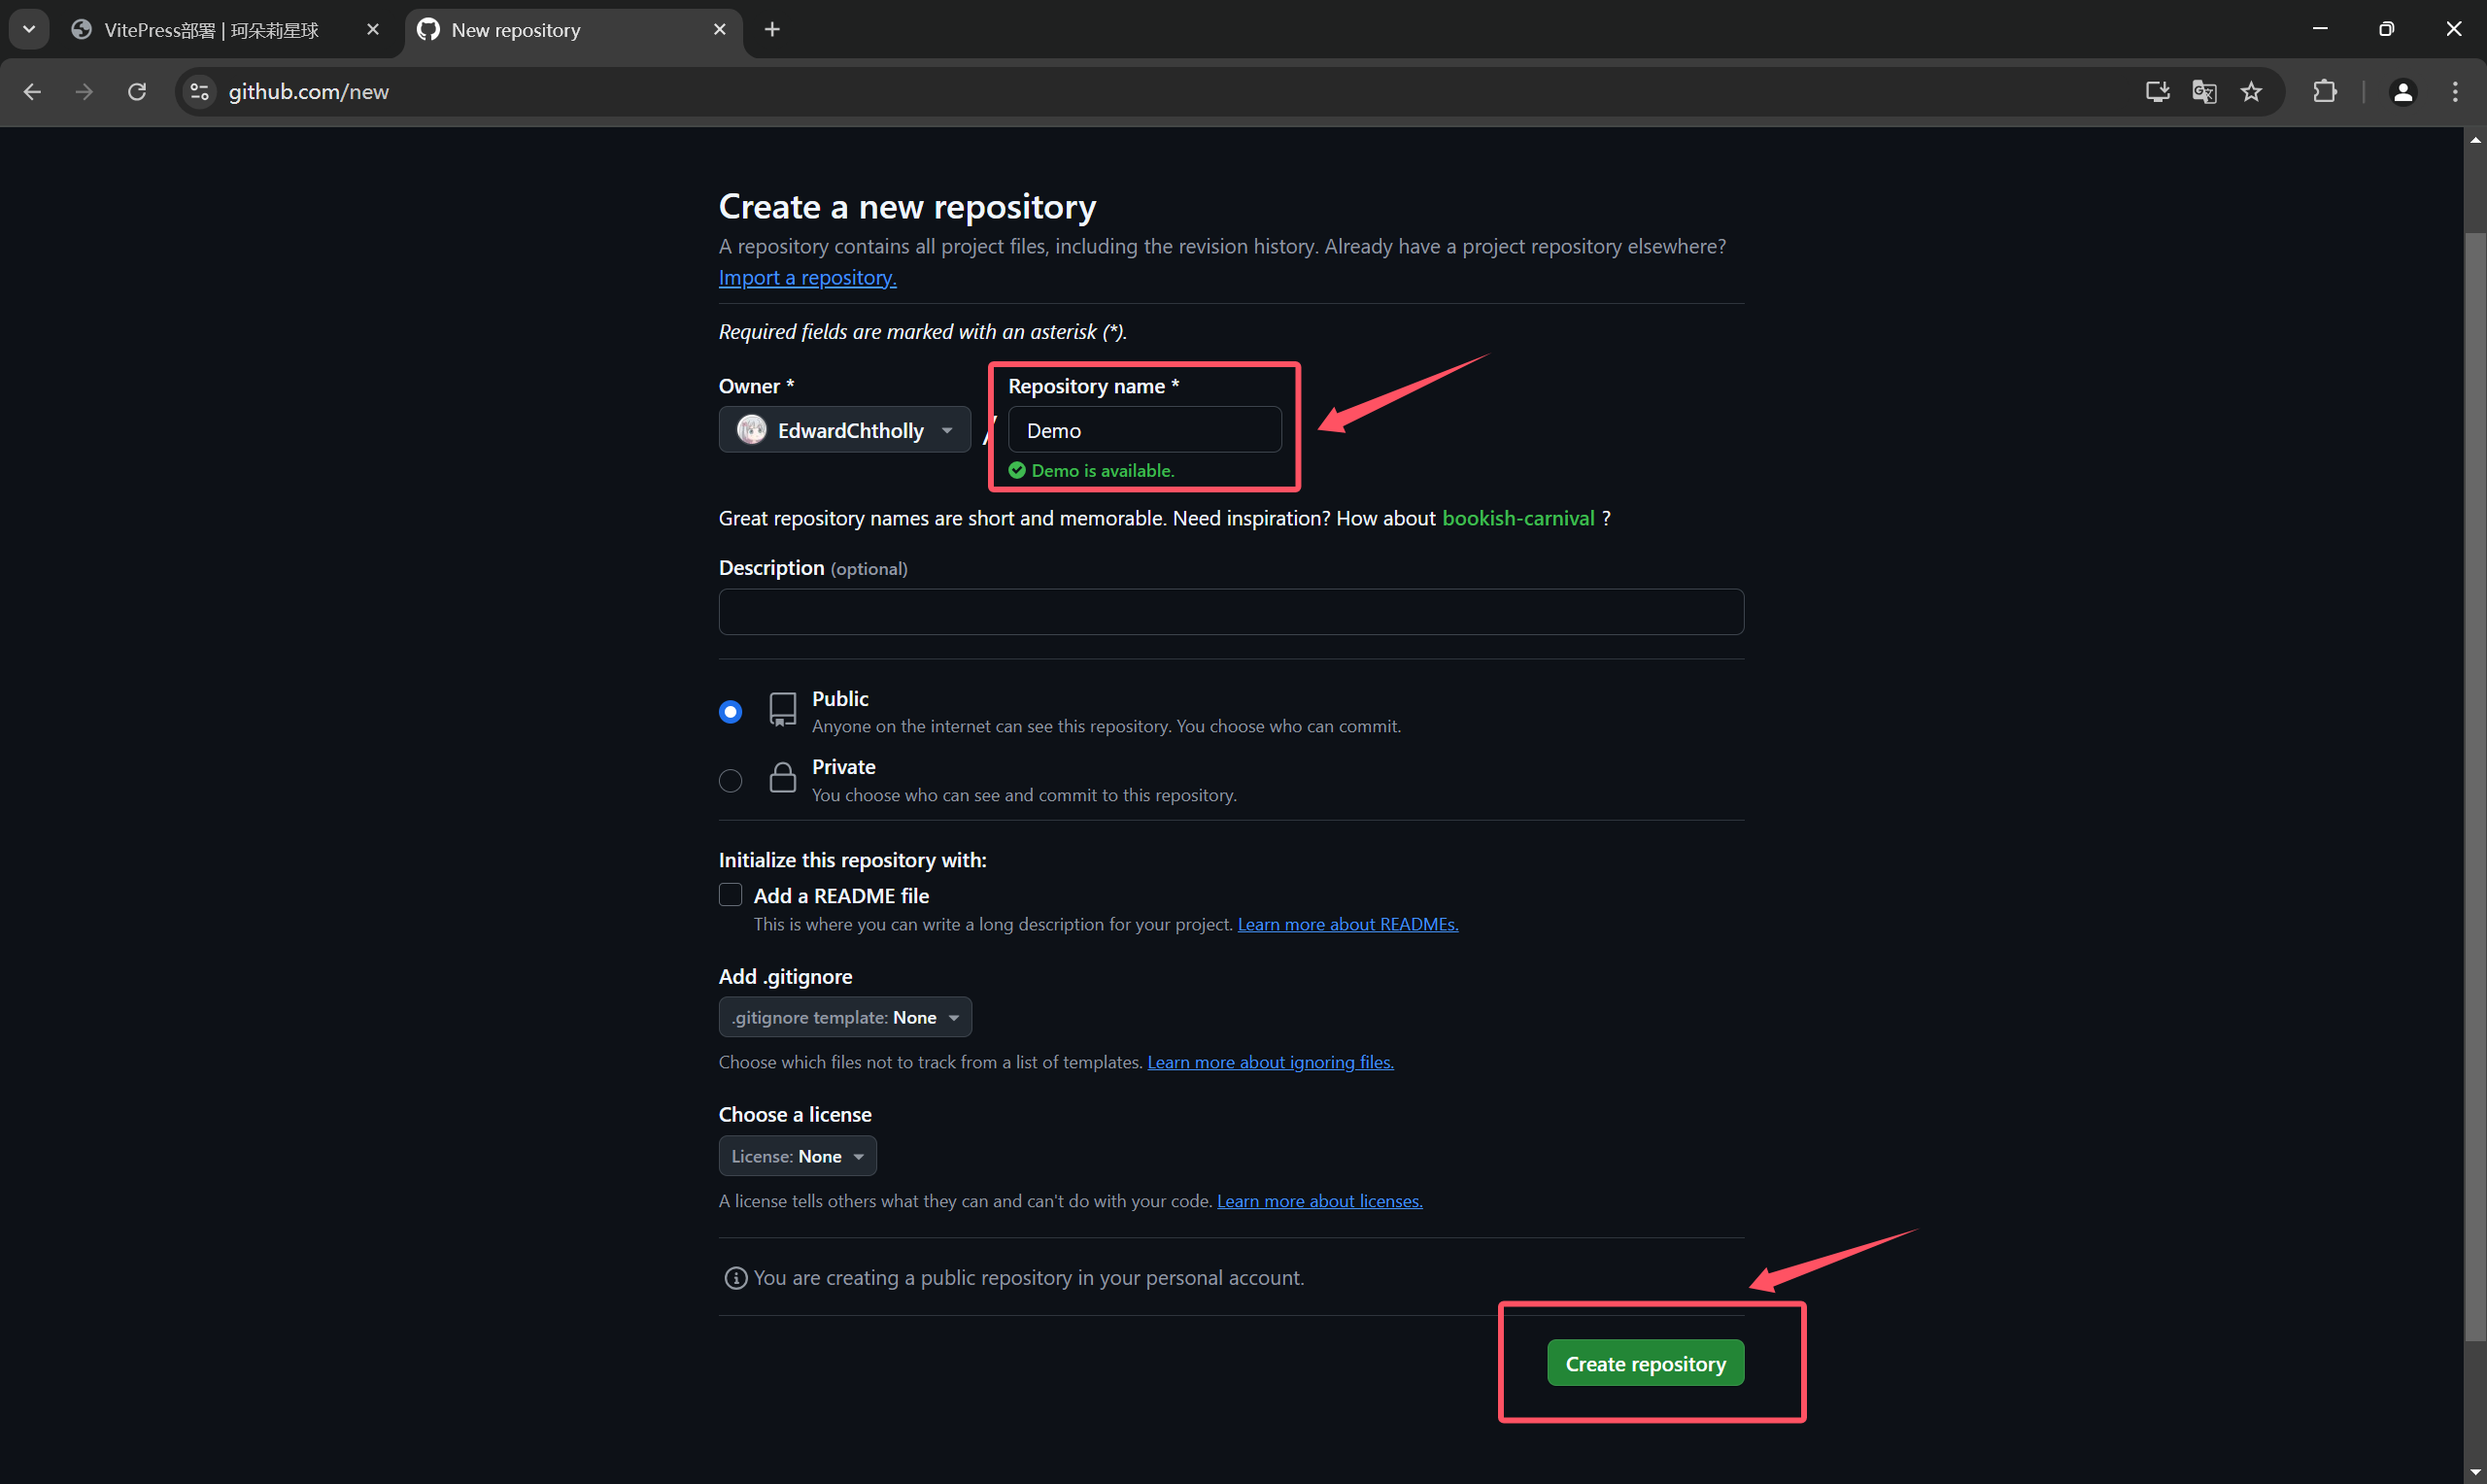 VitePress部署 | 珂朵莉星球
New repository
github.com/new
Create a new repository
A repository contains all project files, including the revision history. Already have a project repository elsewhere?
Import a repository.
Required fields are marked with an asterisk (*).
Owner *
Repository name *
EdwardChtholly
/
Demo
Demo is available.
Great repository names are short and memorable. Need inspiration? How about bookish-carnival ?
Description (optional)
Public
Anyone on the internet can see this repository. You choose who can commit.
Private
You choose who can see and commit to this repository.
Initialize this repository with:
Add a README file
This is where you can write a long description for your project. Learn more about READMEs.
Add .gitignore
.gitignore template: None
Choose which files not to track from a list of templates. Learn more about ignoring files.
Choose a license
License: None
A license tells others what they can and can't do with your code. Learn more about licenses.
You are creating a public repository in your personal account.
Create repository